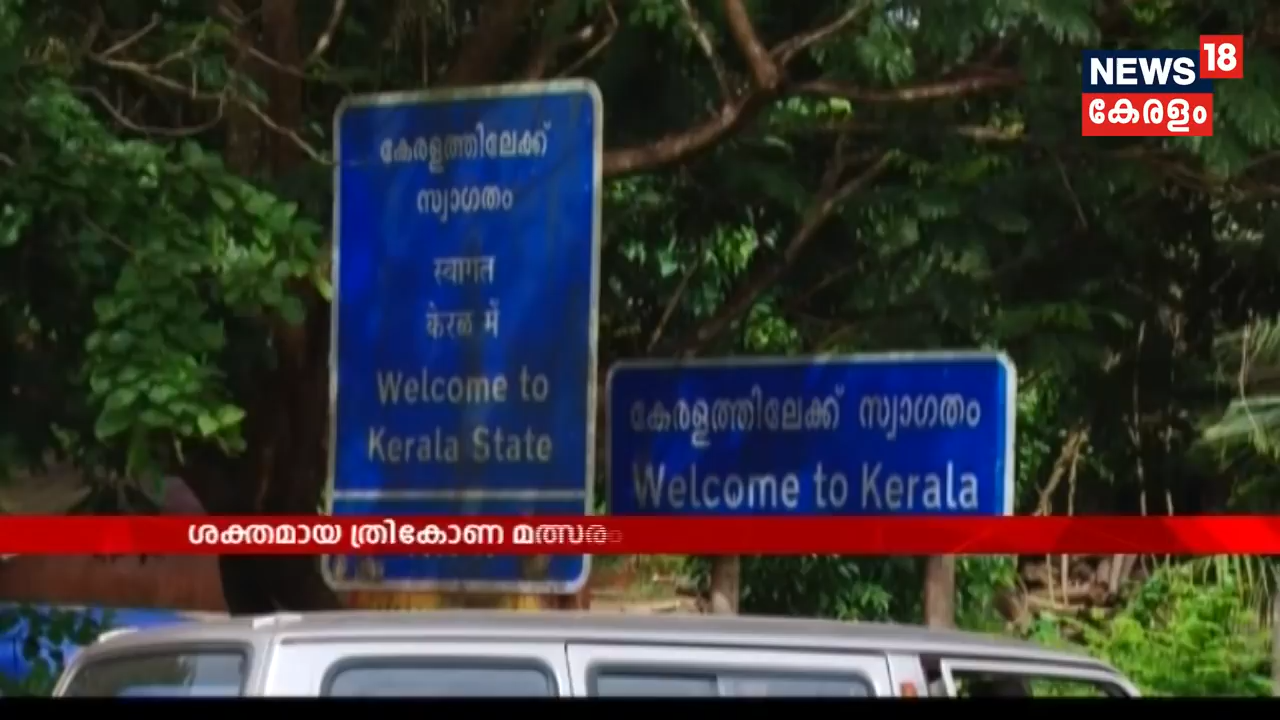 NEWS 18
കേരളം
കേരളത്തിലേക്ക്
സ്വാഗതം
स्वागत
केरळ में
Welcome to
Kerala State
കേരളത്തിലേക്ക് സ്വാഗതം
Welcome to Kerala
ശക്തമായ ത്രികോണ മത്സരം